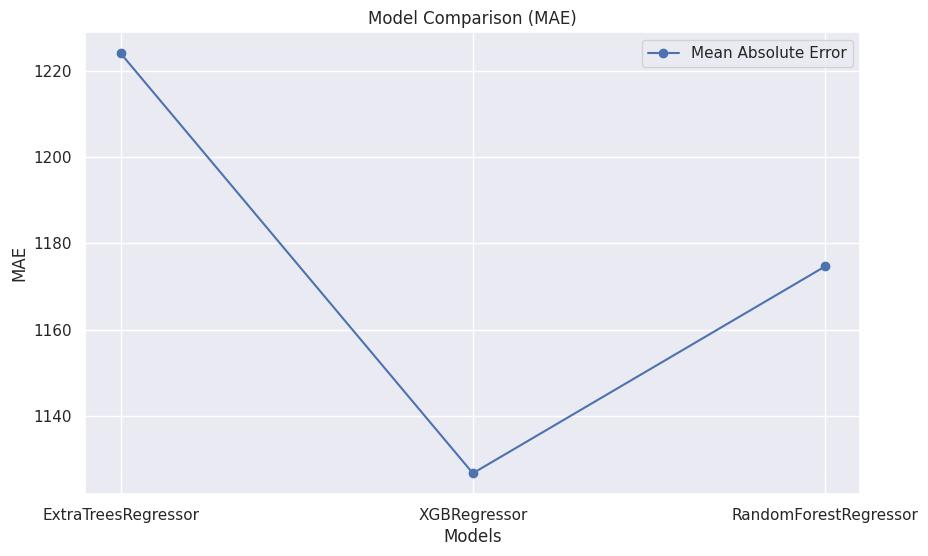 Model Comparison (MAE)
Mean Absolute Error
1220
1200
1180
1160
1140
MAE
ExtraTreesRegressor
XGBRegressor
RandomForestRegressor
Models